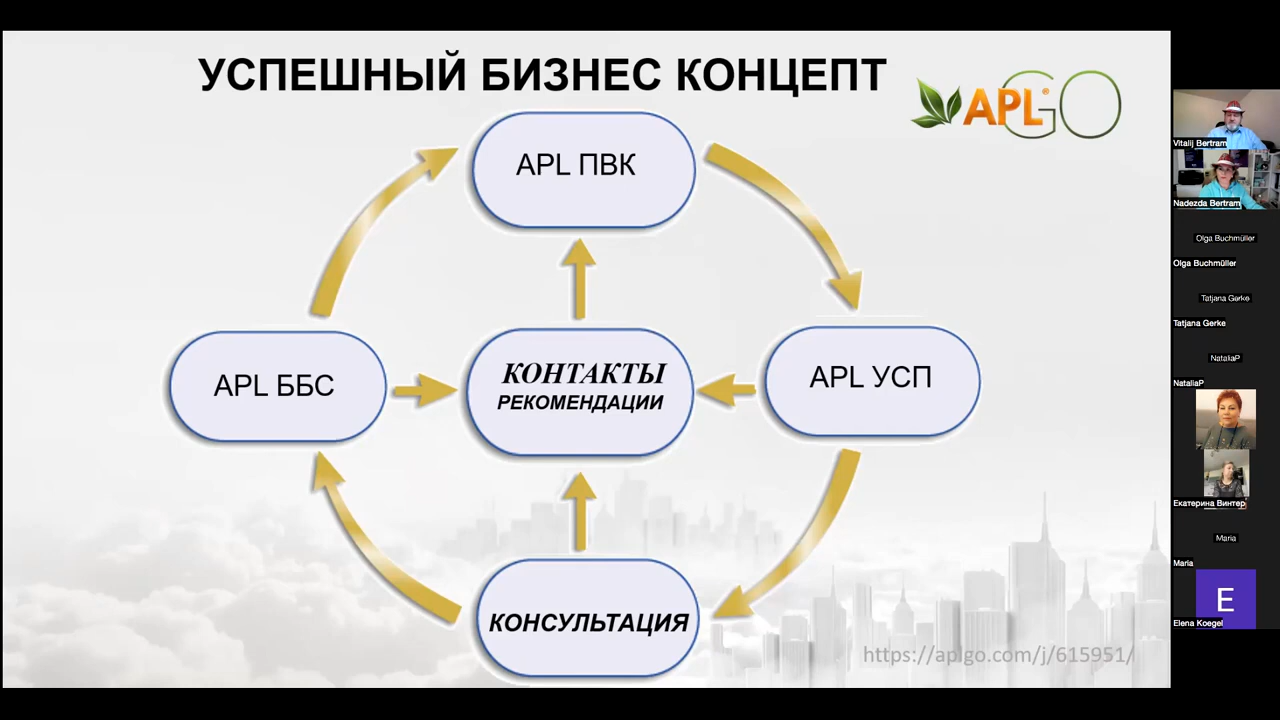 УСПЕШНЫЙ БИЗНЕС КОНЦЕПТ
APL® GO
APL ПВК
APL ББС
КОНТАКТЫ
РЕКОМЕНДАЦИИ
APL УСП
КОНСУЛЬТАЦИЯ
https://aplgo.com/j/615951/
Vitalij Bertram
Nadezda Bertram
Olga Buchmüller
Olga Buchmüller
Tatjana Gerke
Tatjana Gerke
NataliaP
NataliaP
Екатерина Винтер
Maria
Maria
E
Elena Koegel